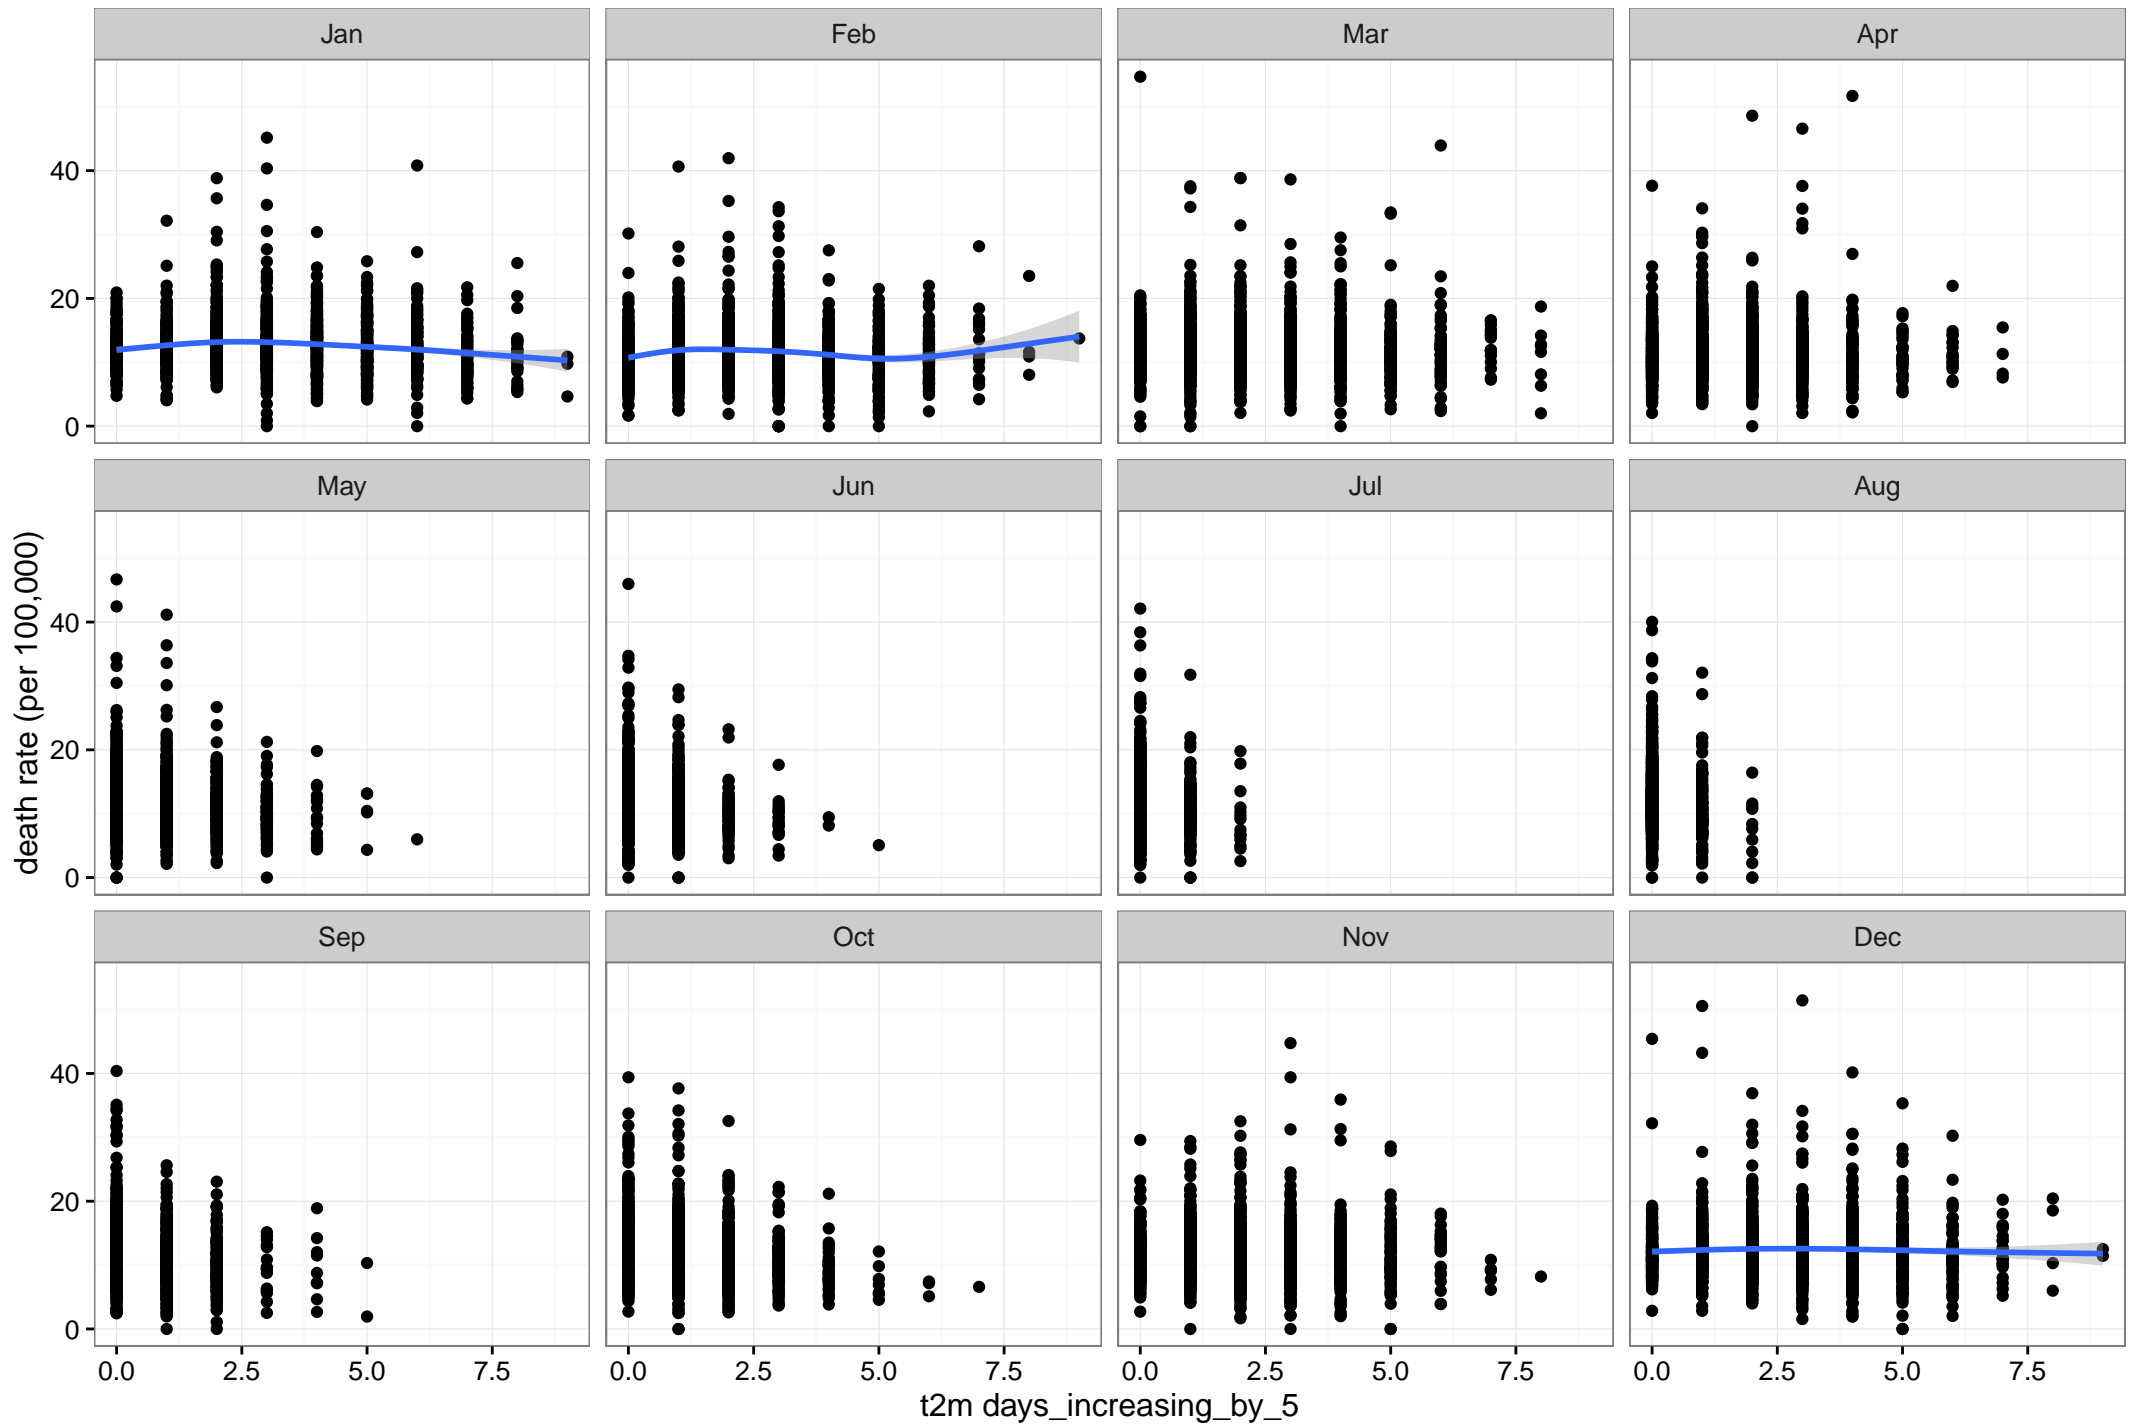 Jan Feb Mar Apr
40
20
0
May Jun Jul Aug
death rate (per 100,000)
40
20
0
Sep Oct Nov Dec
40
20
0
0.0 2.5 5.0 7.5 0.0 2.5 5.0 7.5 0.0 2.5 5.0 7.5 0.0 2.5 5.0 7.5
t2m days_increasing_by_5